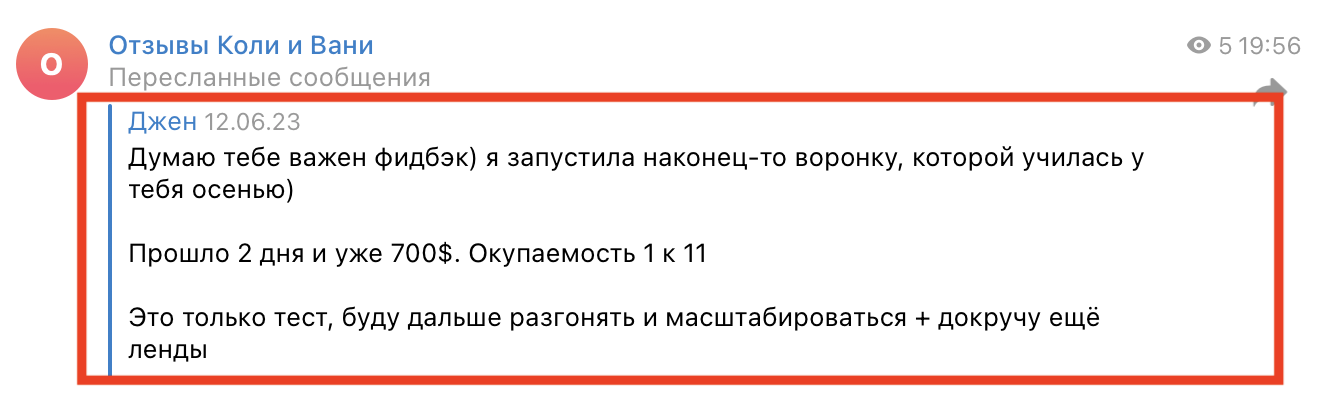 О
Отзывы Коли и Вани
5 19:56
Пересланные сообщения
Джен 12.06.23
Думаю тебе важен фидбэк) я запустила наконец-то воронку, которой училась у
тебя осенью)
Прошло 2 дня и уже 700$. Окупаемость 1 к 11
Это только тест, буду дальше разгонять и масштабироваться + докручу ещё
ленды